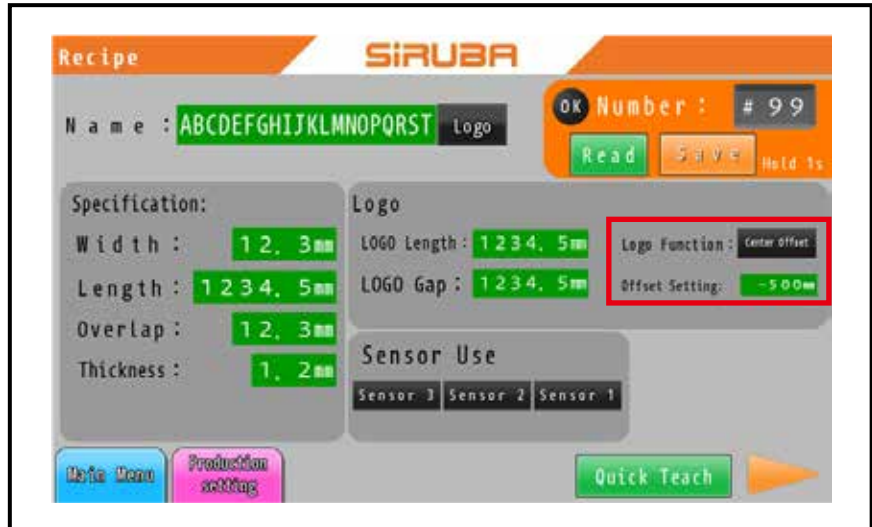 Recipe
SiRUBA
Name : ABCDEFGHIJKLMNOPQRST Logo
OK Number : # 99
Read Save Hold 1s
Specification:
Width : 12. 3mm
Length : 1234. 5mm
Overlap : 12. 3mm
Thickness : 1. 2mm
Logo
LOGO Length : 1234. 5mm
LOGO Gap : 1234. 5mm
Logo Function : Center Offset
Offset Setting: -500mm
Sensor Use
Sensor 3 Sensor 2 Sensor 1
Main Menu
Production
setting
Quick Teach